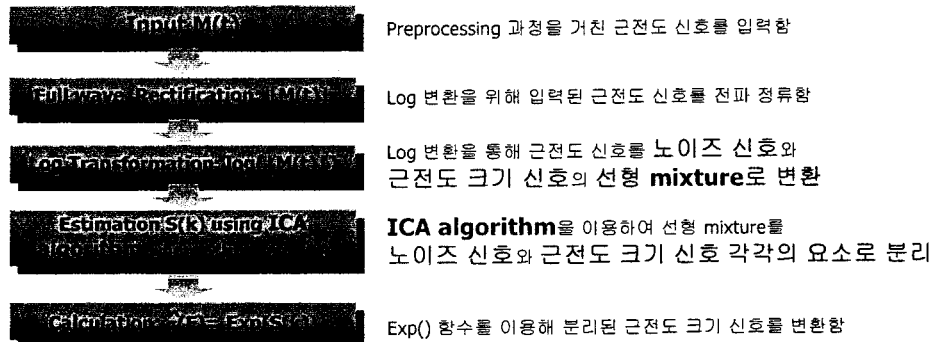 Input M(t)
Preprocessing 과정을 거친 근전도 신호를 입력함
Full wave Rectification
Log 변환을 위해 입력된 근전도 신호를 전파 정류함
Log Transformation
Log 변환을 통해 근전도 신호를 노이즈 신호와
근전도 크기 신호의 선형 mixture로 변환
Estimation S(k) using ICA
ICA algorithm을 이용하여 선형 mixture를
노이즈 신호와 근전도 크기 신호 각각의 요소로 분리
Calculation
Exp() 함수를 이용해 분리된 근전도 크기 신호를 변환함